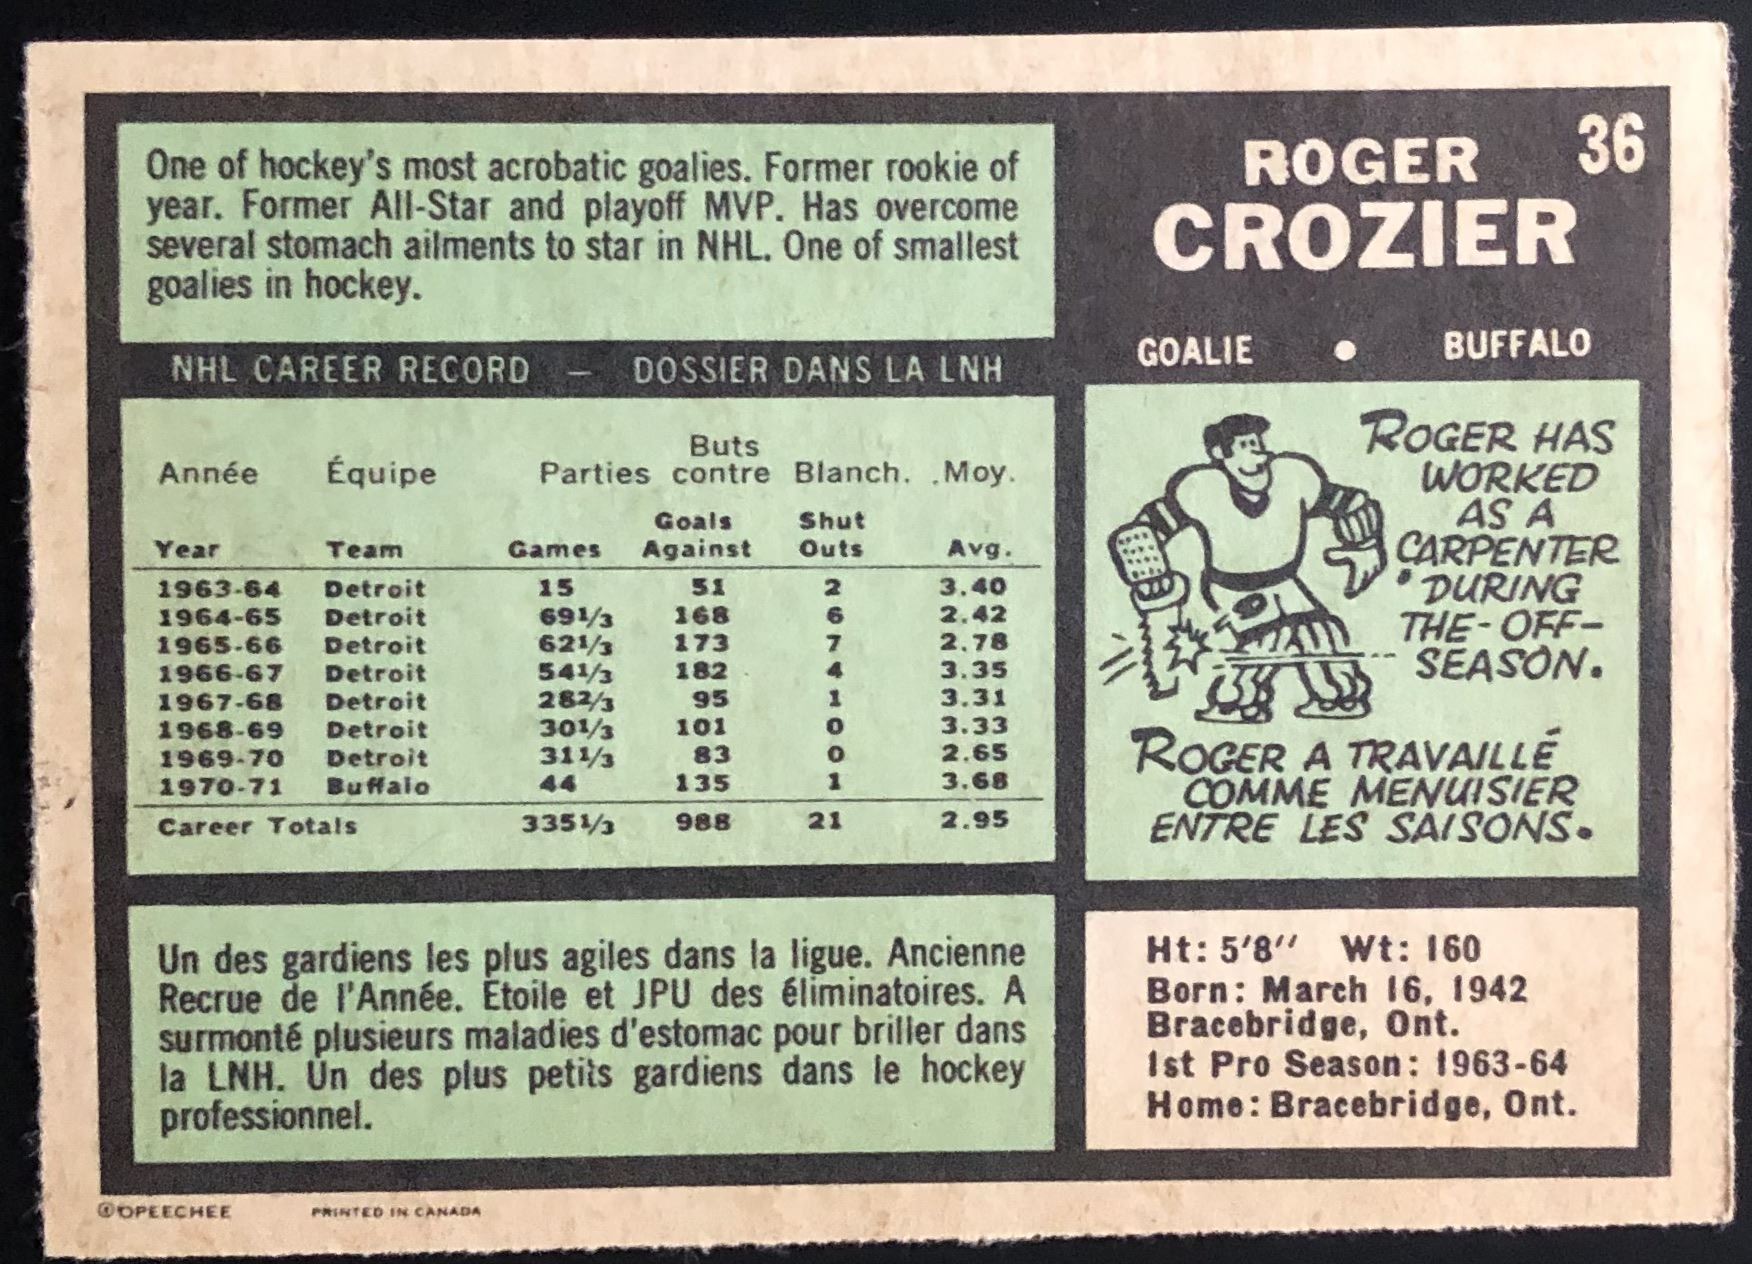 One of hockey's most acrobatic goalies. Former rookie of
year. Former All-Star and playoff MVP. Has overcome
several stomach ailments to star in NHL. One of smallest
goalies in hockey.
36
ROGER
CROZIER
GOALIE • BUFFALO
NHL CAREER RECORD — DOSSIER DANS LA LNH
Année Équipe Parties Buts contre Blanch. Moy.
Year Team Games Goals Against Shut Outs Avg.
1963-64 Detroit 15 51 2 3.40
1964-65 Detroit 691/3 168 6 2.42
1965-66 Detroit 621/3 173 7 2.78
1966-67 Detroit 541/3 182 4 3.35
1967-68 Detroit 282/3 95 1 3.31
1968-69 Detroit 301/3 101 0 3.33
1969-70 Detroit 311/3 83 0 2.65
1970-71 Buffalo 44 135 1 3.68
Career Totals 3351/3 988 21 2.95
ROGER HAS
WORKED
AS A
CARPENTER
DURING
THE-OFF-
SEASON.
ROGER A TRAVAILLÉ
COMME MENUISIER
ENTRE LES SAISONS.
Un des gardiens les plus agiles dans la ligue. Ancienne
Recrue de l'Année. Etoile et JPU des éliminatoires. A
surmonté plusieurs maladies d'estomac pour briller dans
la LNH. Un des plus petits gardiens dans le hockey
professionnel.
Ht: 5'8'' Wt: 160
Born: March 16, 1942
Bracebridge, Ont.
1st Pro Season: 1963-64
Home: Bracebridge, Ont.
©OPEECHEE PRINTED IN CANADA